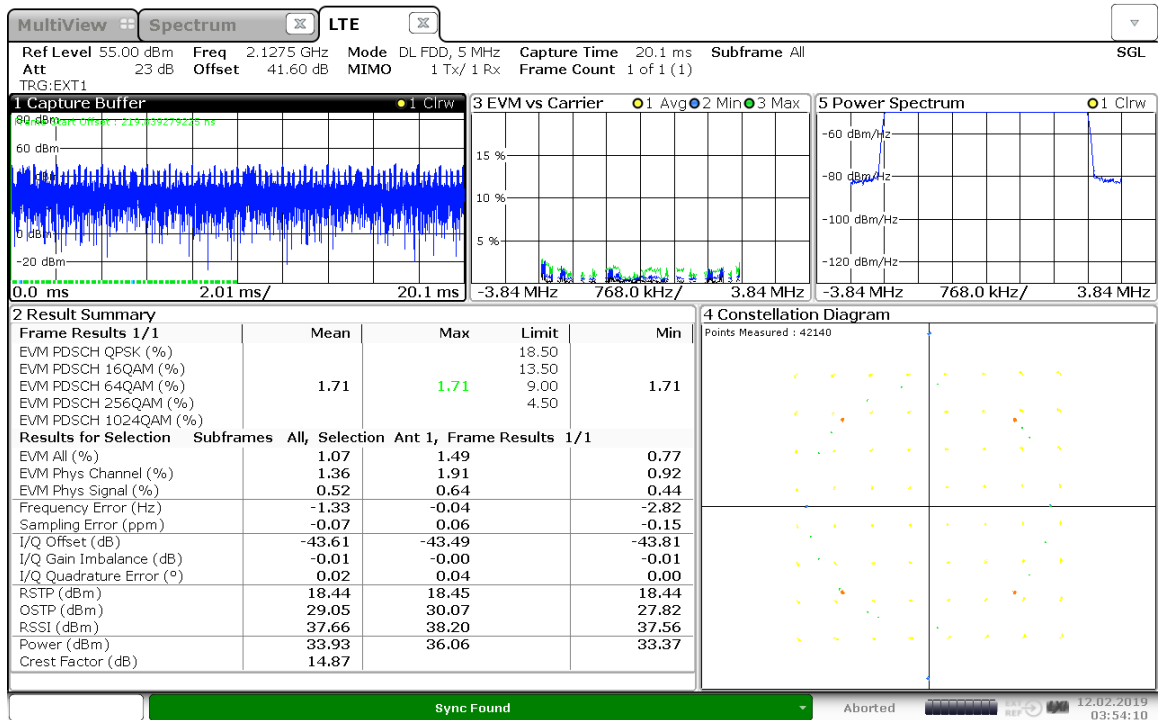 MultiView Spectrum LTE
Ref Level 55.00 dBm Freq 2.1275 GHz Mode DL FDD, 5 MHz Capture Time 20.1 ms Subframe All SGL
Att 23 dB Offset 41.60 dB MIMO 1 Tx/ 1 Rx Frame Count 1 of 1 (1)
TRG:EXT1
1 Capture Buffer 1 Clrw
80 dBm
Frame Start Offset : 219.839279225 ns
60 dBm
0 dBm
-20 dBm
0.0 ms 2.01 ms/ 20.1 ms
3 EVM vs Carrier 1 Avg 2 Min 3 Max
15 %
10 %
5 %
-3.84 MHz 768.0 kHz/ 3.84 MHz
5 Power Spectrum 1 Clrw
-60 dBm/Hz
-80 dBm/Hz
-100 dBm/Hz
-120 dBm/Hz
-3.84 MHz 768.0 kHz/ 3.84 MHz
2 Result Summary
Frame Results 1/1 Mean Max Limit Min
EVM PDSCH QPSK (%) 18.50
EVM PDSCH 16QAM (%) 13.50
EVM PDSCH 64QAM (%) 1.71 1.71 9.00 1.71
EVM PDSCH 256QAM (%) 4.50
EVM PDSCH 1024QAM (%)
Results for Selection Subframes All, Selection Ant 1, Frame Results 1/1
EVM All (%) 1.07 1.49 0.77
EVM Phys Channel (%) 1.36 1.91 0.92
EVM Phys Signal (%) 0.52 0.64 0.44
Frequency Error (Hz) -1.33 -0.04 -2.82
Sampling Error (ppm) -0.07 0.06 -0.15
I/Q Offset (dB) -43.61 -43.49 -43.81
I/Q Gain Imbalance (dB) -0.01 -0.00 -0.01
I/Q Quadrature Error (°) 0.02 0.04 0.00
RSTP (dBm) 18.44 18.45 18.44
OSTP (dBm) 29.05 30.07 27.82
RSSI (dBm) 37.66 38.20 37.56
Power (dBm) 33.93 36.06 33.37
Crest Factor (dB) 14.87
4 Constellation Diagram
Points Measured : 42140
Sync Found
Aborted
EXT
REF
12.02.2019
03:54:10